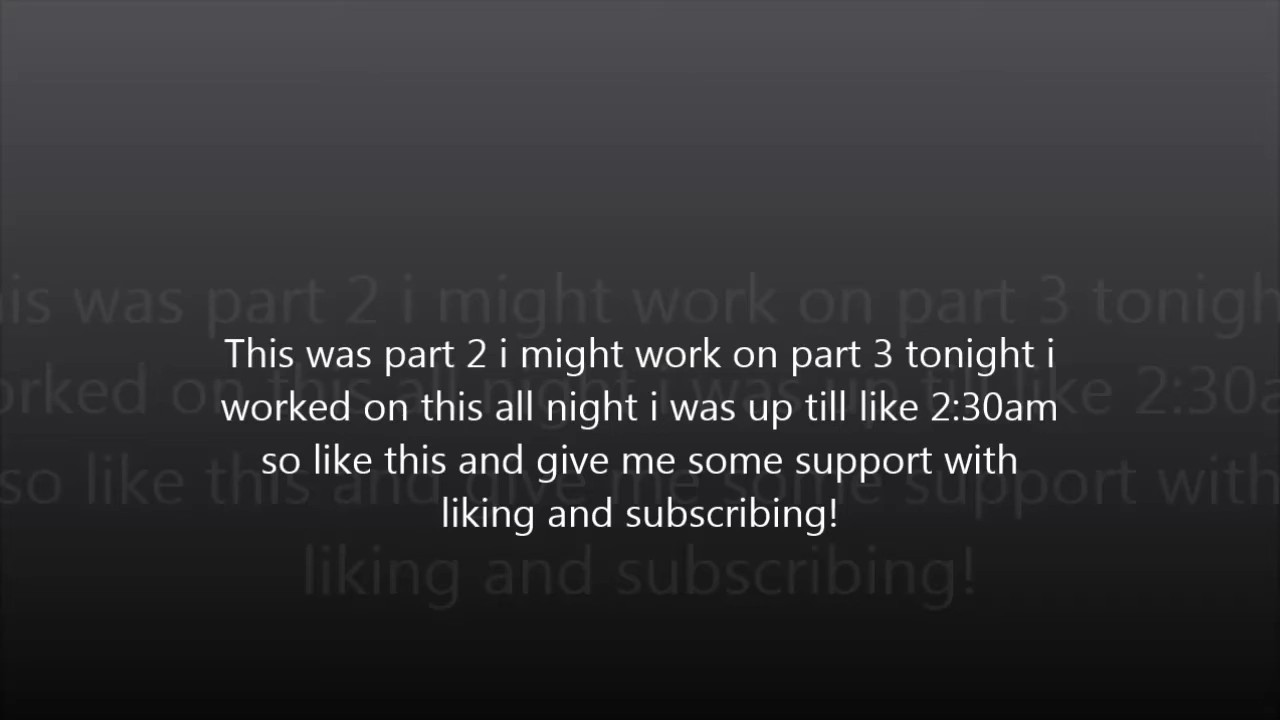 This was part 2 i might work on part 3 tonight i
worked on this all night i was up till like 2:30am
so like this and give me some support with
liking and subscribing!